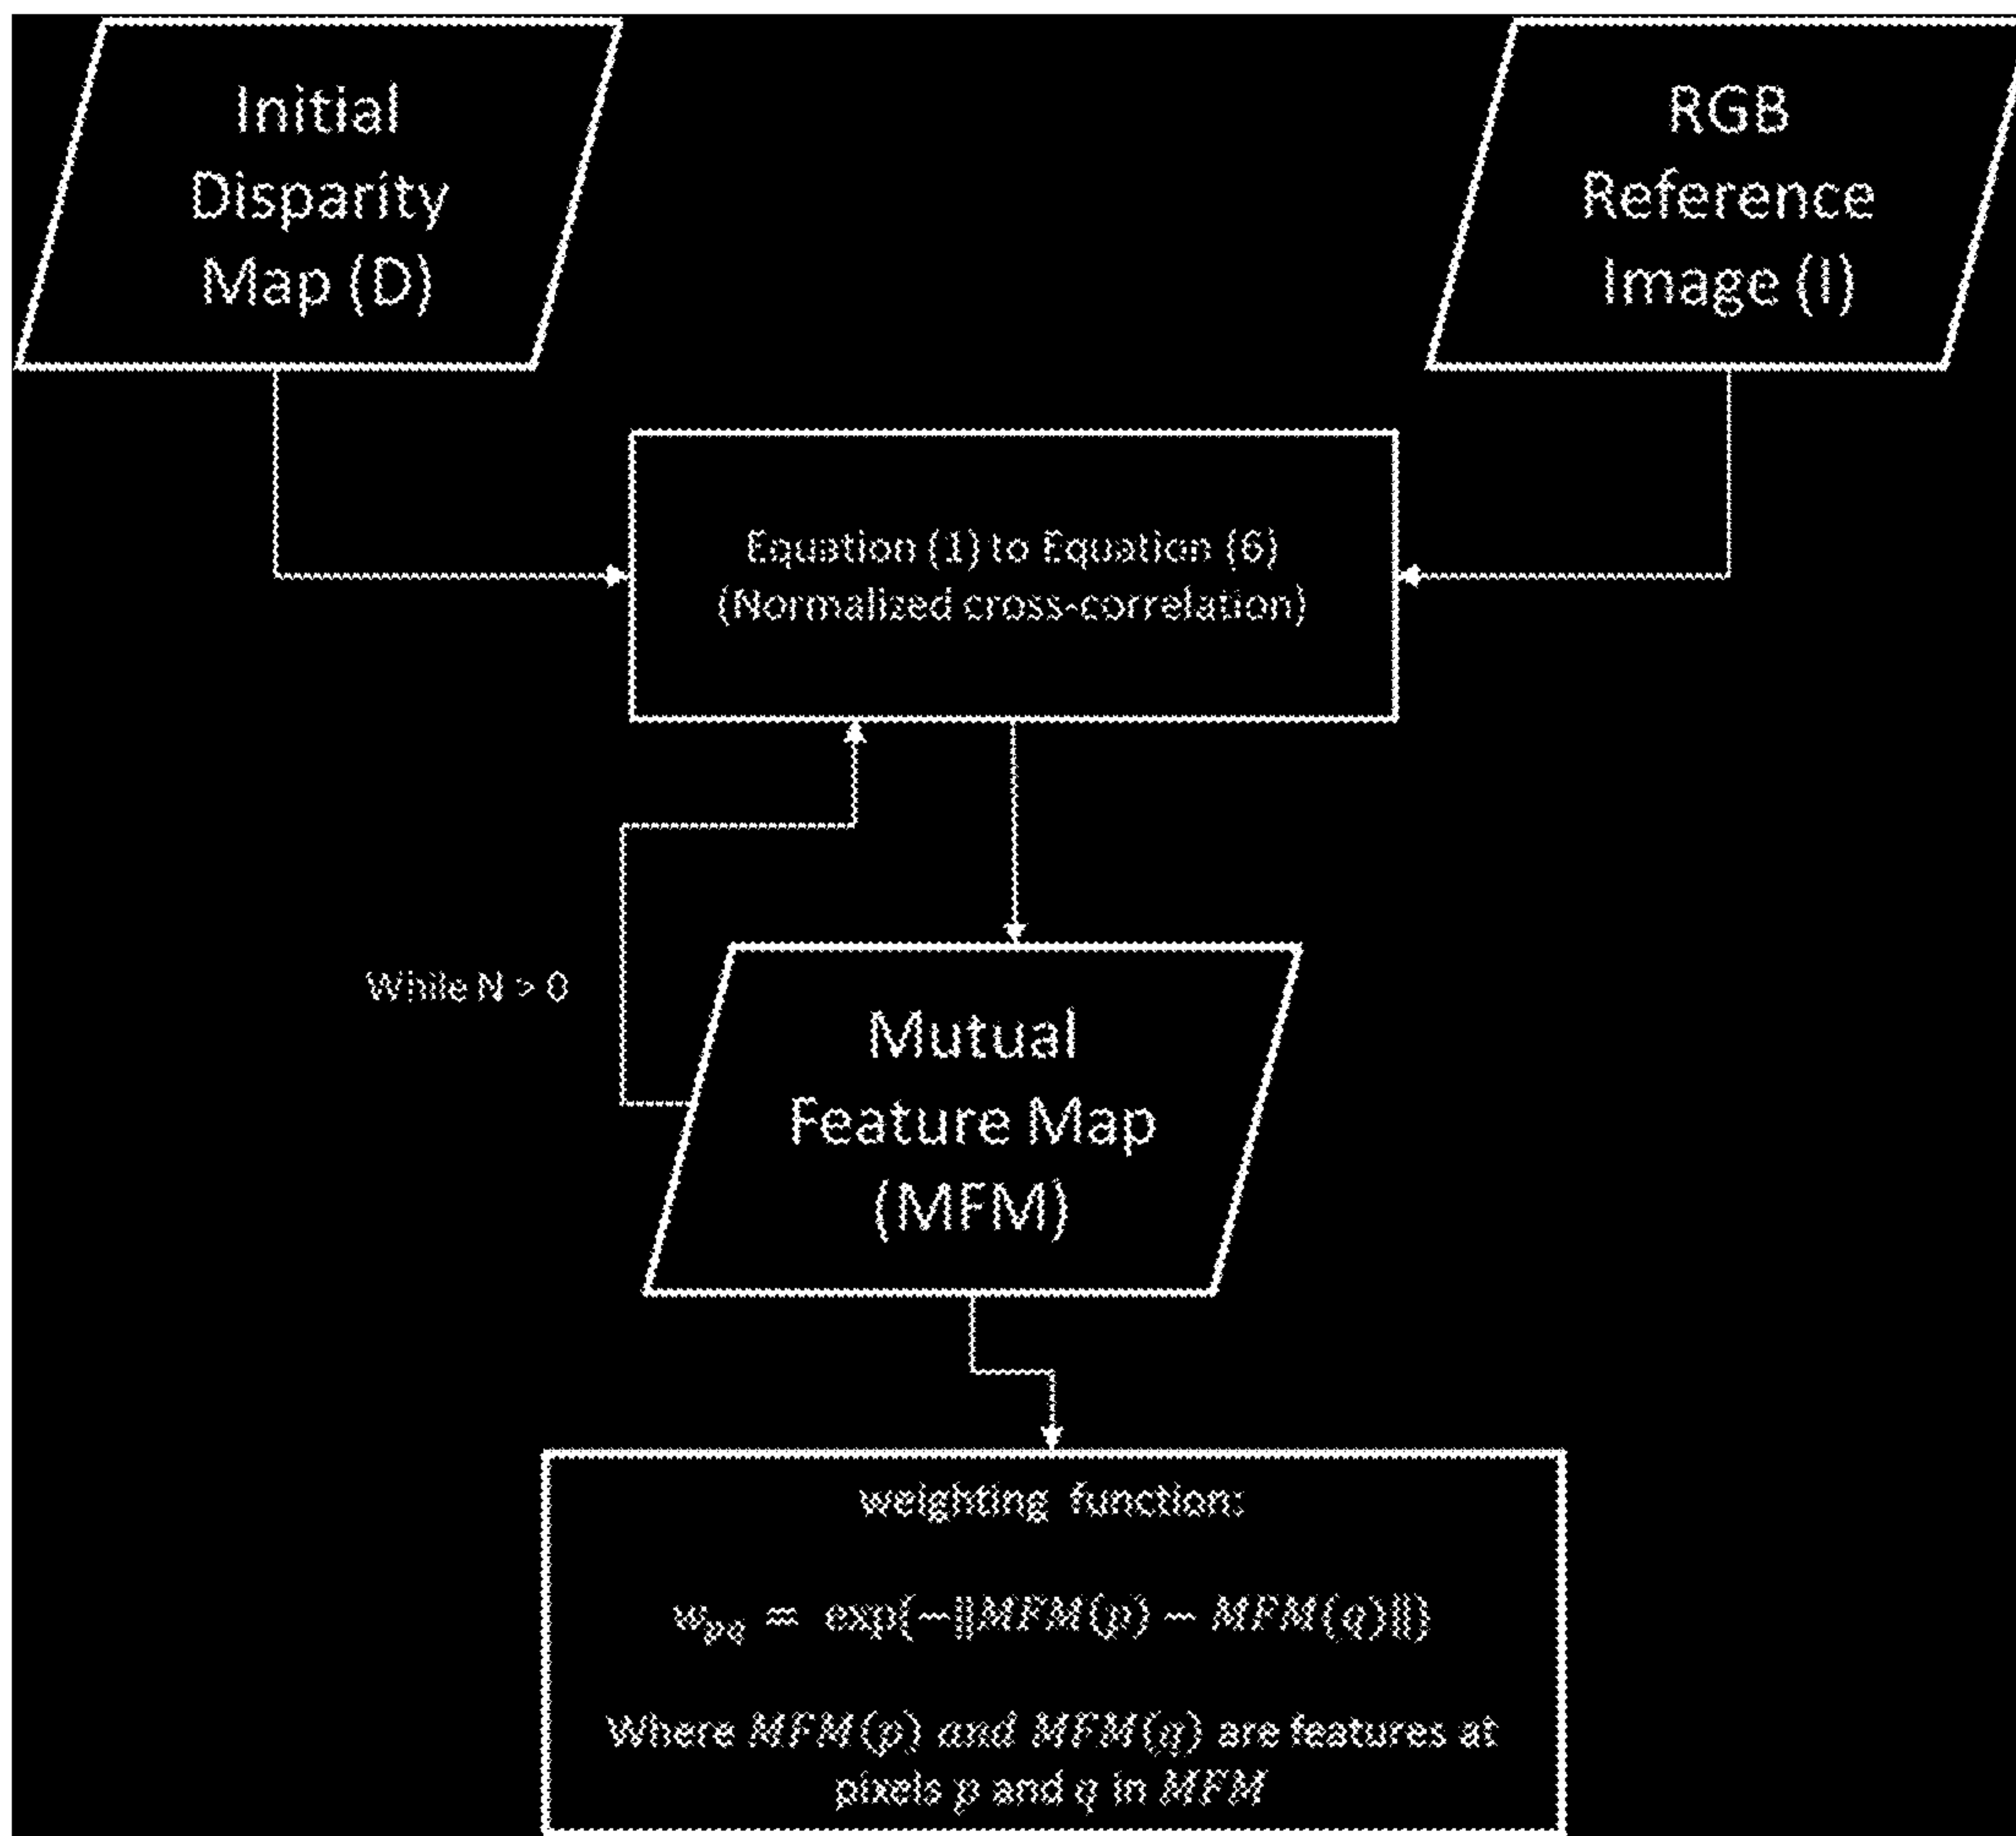 Initial
Disparity
Map (D)
RGB
Reference
Image (I)
Equation (1) to Equation (6)
(Normalized cross-correlation)
While N > 0
Mutual
Feature Map
(MFM)
weighting function:
w_pq = exp(−||MFM(p) − MFM(q)||)
Where MFM(p) and MFM(q) are features at
pixels p and q in MFM